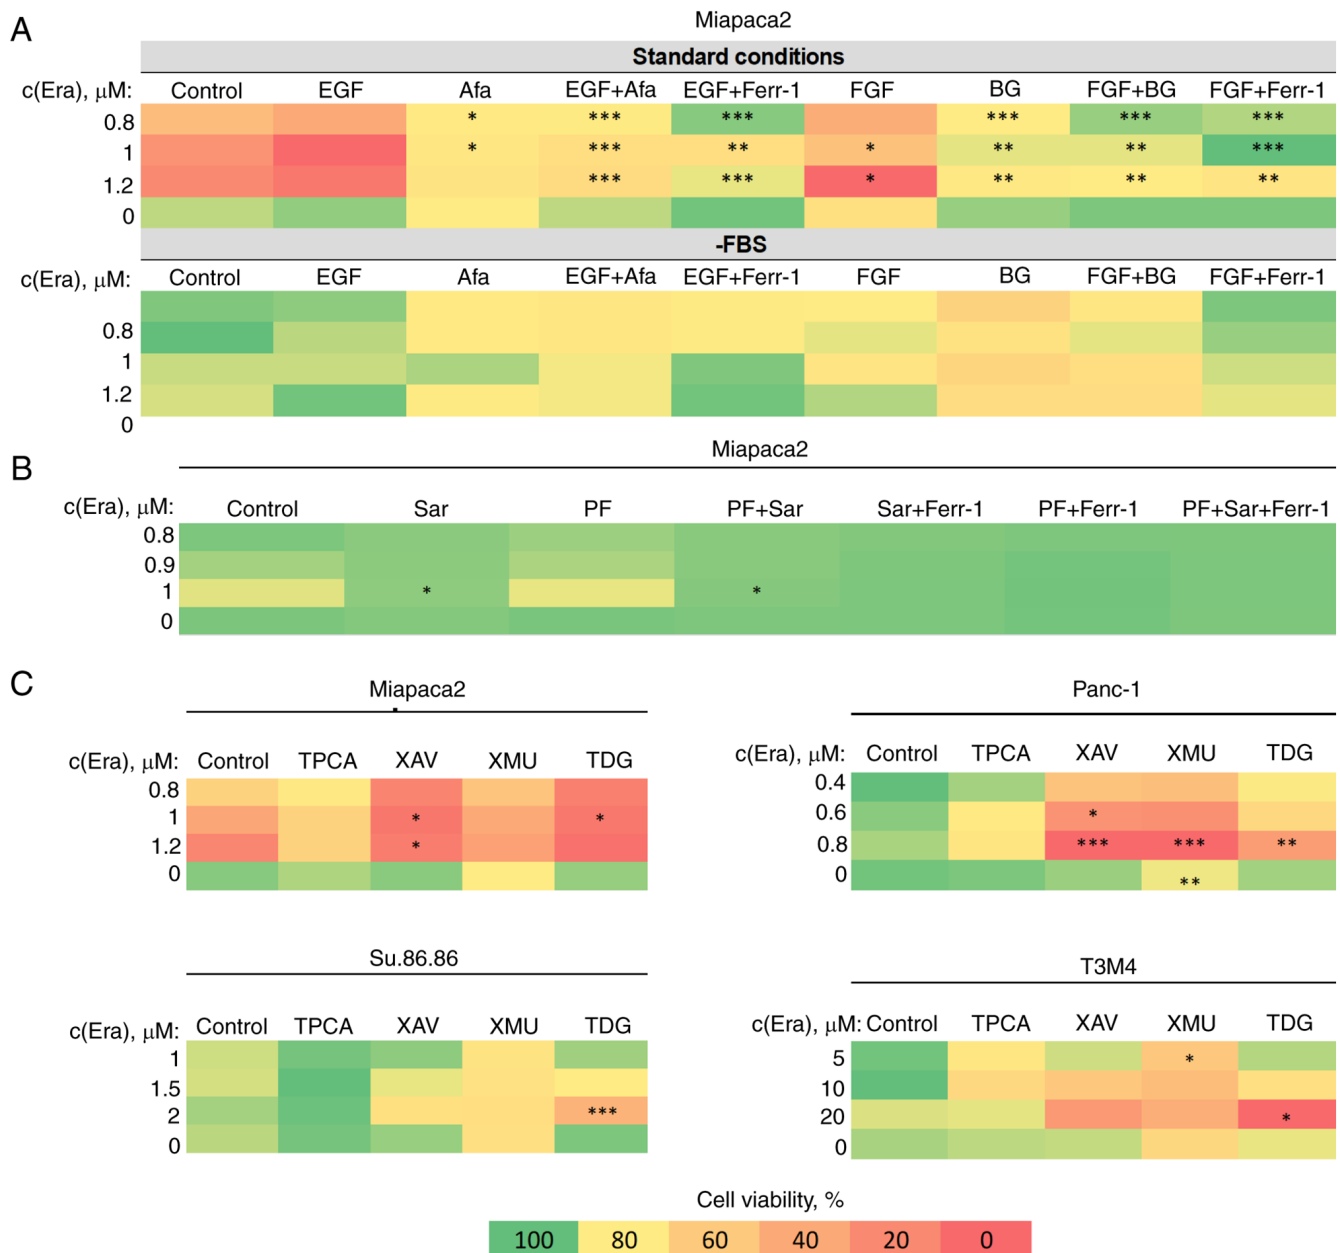 A
Miapaca2
Standard conditions
c(Era), μM: Control EGF Afa EGF+Afa EGF+Ferr-1 FGF BG FGF+BG FGF+Ferr-1
0.8 * *** *** *** *** ***
1 * *** ** * ** ** ***
1.2 *** *** * ** ** **
0
-FBS
c(Era), μM: Control EGF Afa EGF+Afa EGF+Ferr-1 FGF BG FGF+BG FGF+Ferr-1
0.8
1
1.2
0
B
Miapaca2
c(Era), μM: Control Sar PF PF+Sar Sar+Ferr-1 PF+Ferr-1 PF+Sar+Ferr-1
0.8
0.9
1 * *
0
C
Miapaca2
c(Era), μM: Control TPCA XAV XMU TDG
0.8
1 * *
1.2 *
0
Panc-1
c(Era), μM: Control TPCA XAV XMU TDG
0.4
0.6 *
0.8 *** *** **
0 **
Su.86.86
c(Era), μM: Control TPCA XAV XMU TDG
1
1.5
2 ***
0
T3M4
c(Era), μM: Control TPCA XAV XMU TDG
5 *
10
20 *
0
Cell viability, %
100 80 60 40 20 0